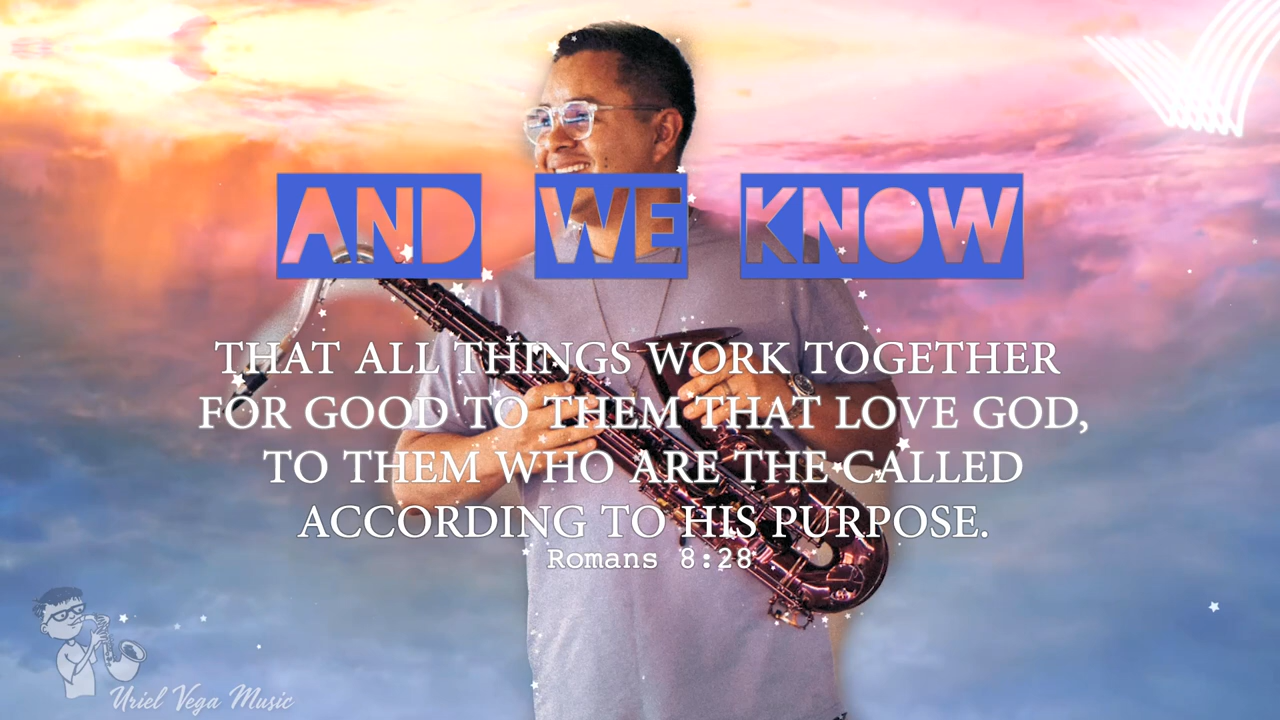 AND WE KNOW
THAT ALL THINGS WORK TOGETHER
FOR GOOD TO THEM THAT LOVE GOD,
TO THEM WHO ARE THE CALLED
ACCORDING TO HIS PURPOSE.
Romans 8:28
Uriel Vega Music